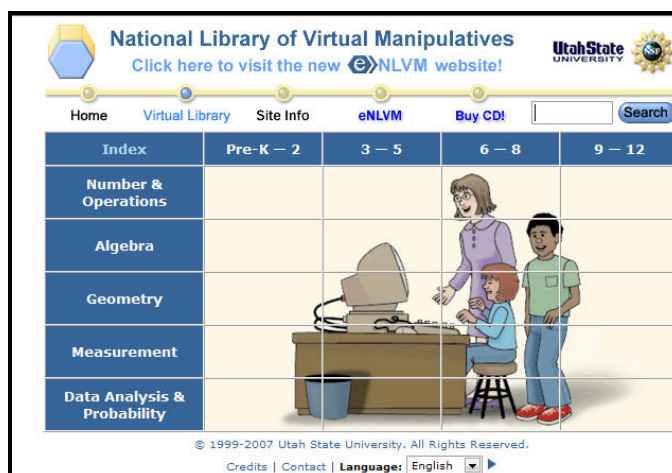 National Library of Virtual Manipulatives
Click here to visit the new eNLVM website!
UtahState
UNIVERSITY
Home Virtual Library Site Info eNLVM Buy CD! Search
Index Pre-K — 2 3 — 5 6 — 8 9 — 12
Number &
Operations
Algebra
Geometry
Measurement
Data Analysis &
Probability
© 1999-2007 Utah State University. All Rights Reserved.
Credits | Contact | Language: English